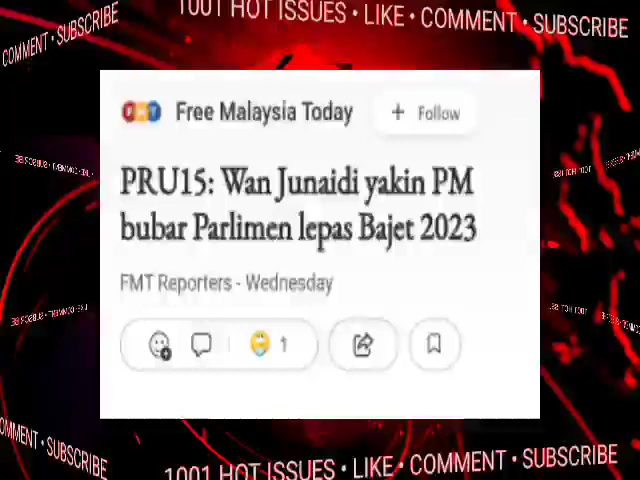 1001 HOT ISSUES • LIKE • COMMENT • SUBSCRIBE
COMMENT • SUBSCRIBE
FMT Free Malaysia Today + Follow
PRU15: Wan Junaidi yakin PM
bubar Parlimen lepas Bajet 2023
FMT Reporters - Wednesday
1
COMMENT • SUBSCRIBE
1001 HOT ISSUES • LIKE • COMMENT • SUBSCRIBE